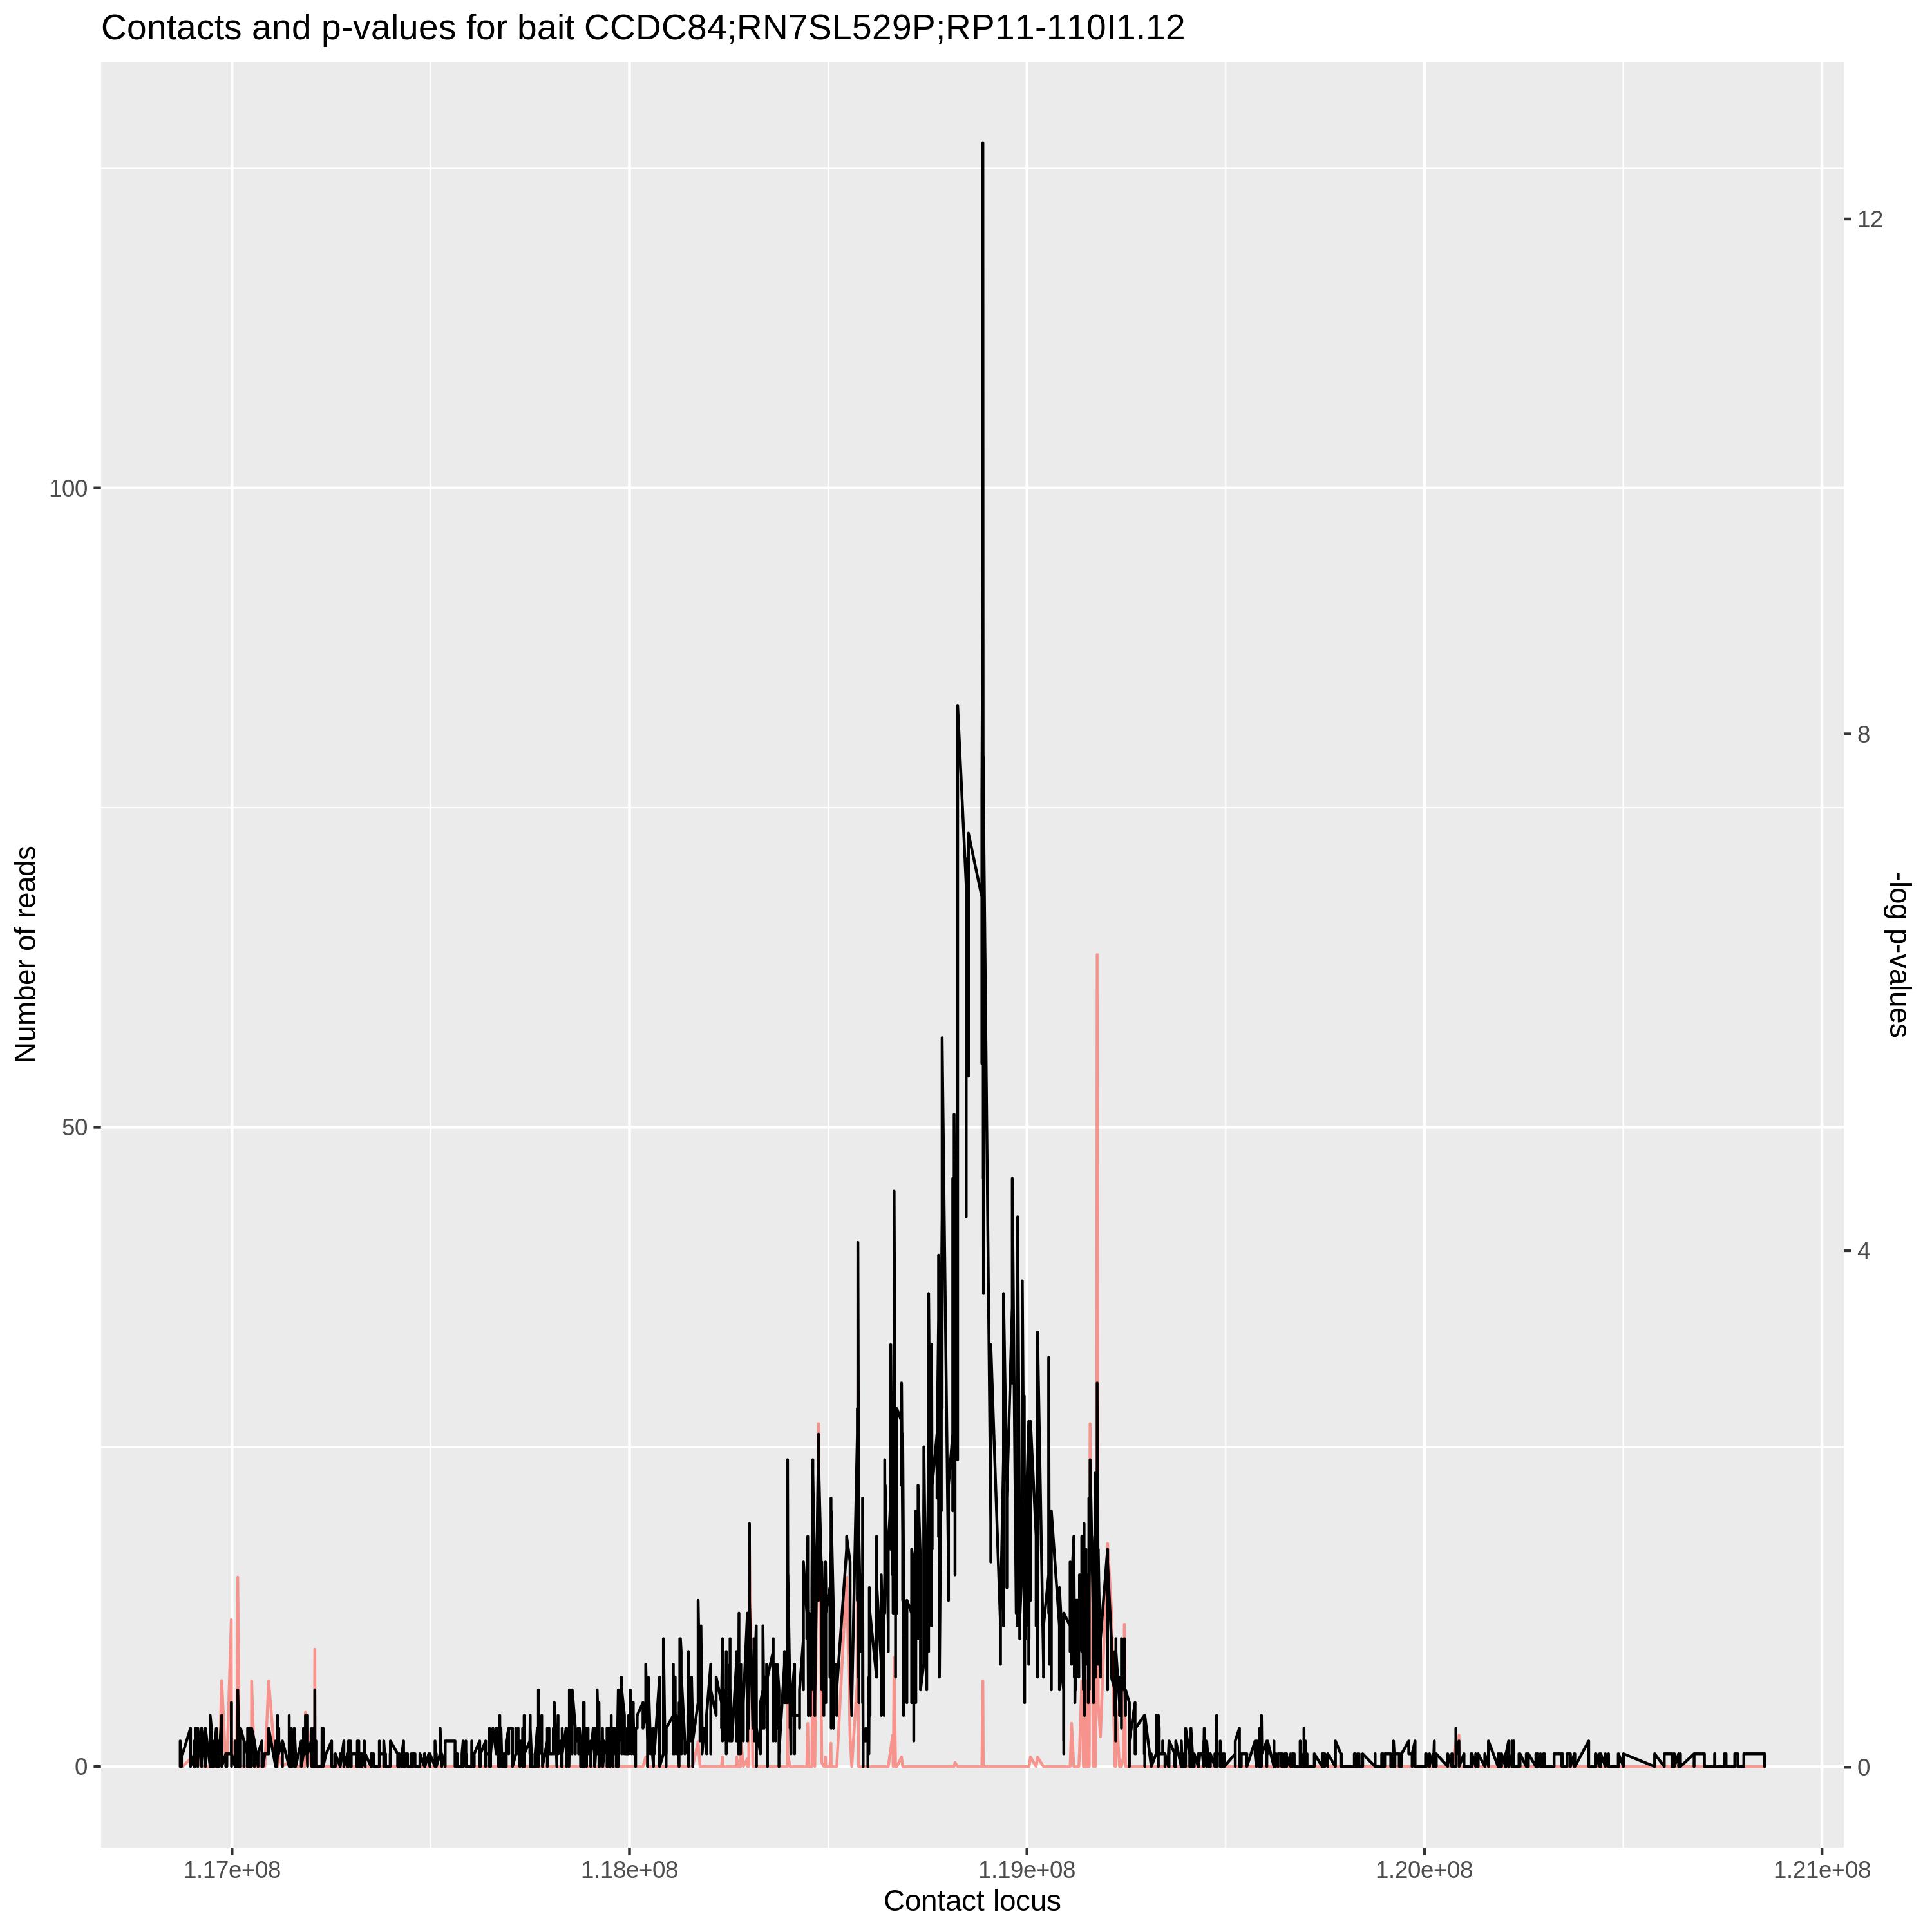 Contacts and p-values for bait CCDC84;RN7SL529P;RP11-110I1.12
Number of reads
100
50
0
12
8
4
0
-log p-values
1.17e+08
1.18e+08
1.19e+08
1.20e+08
1.21e+08
Contact locus